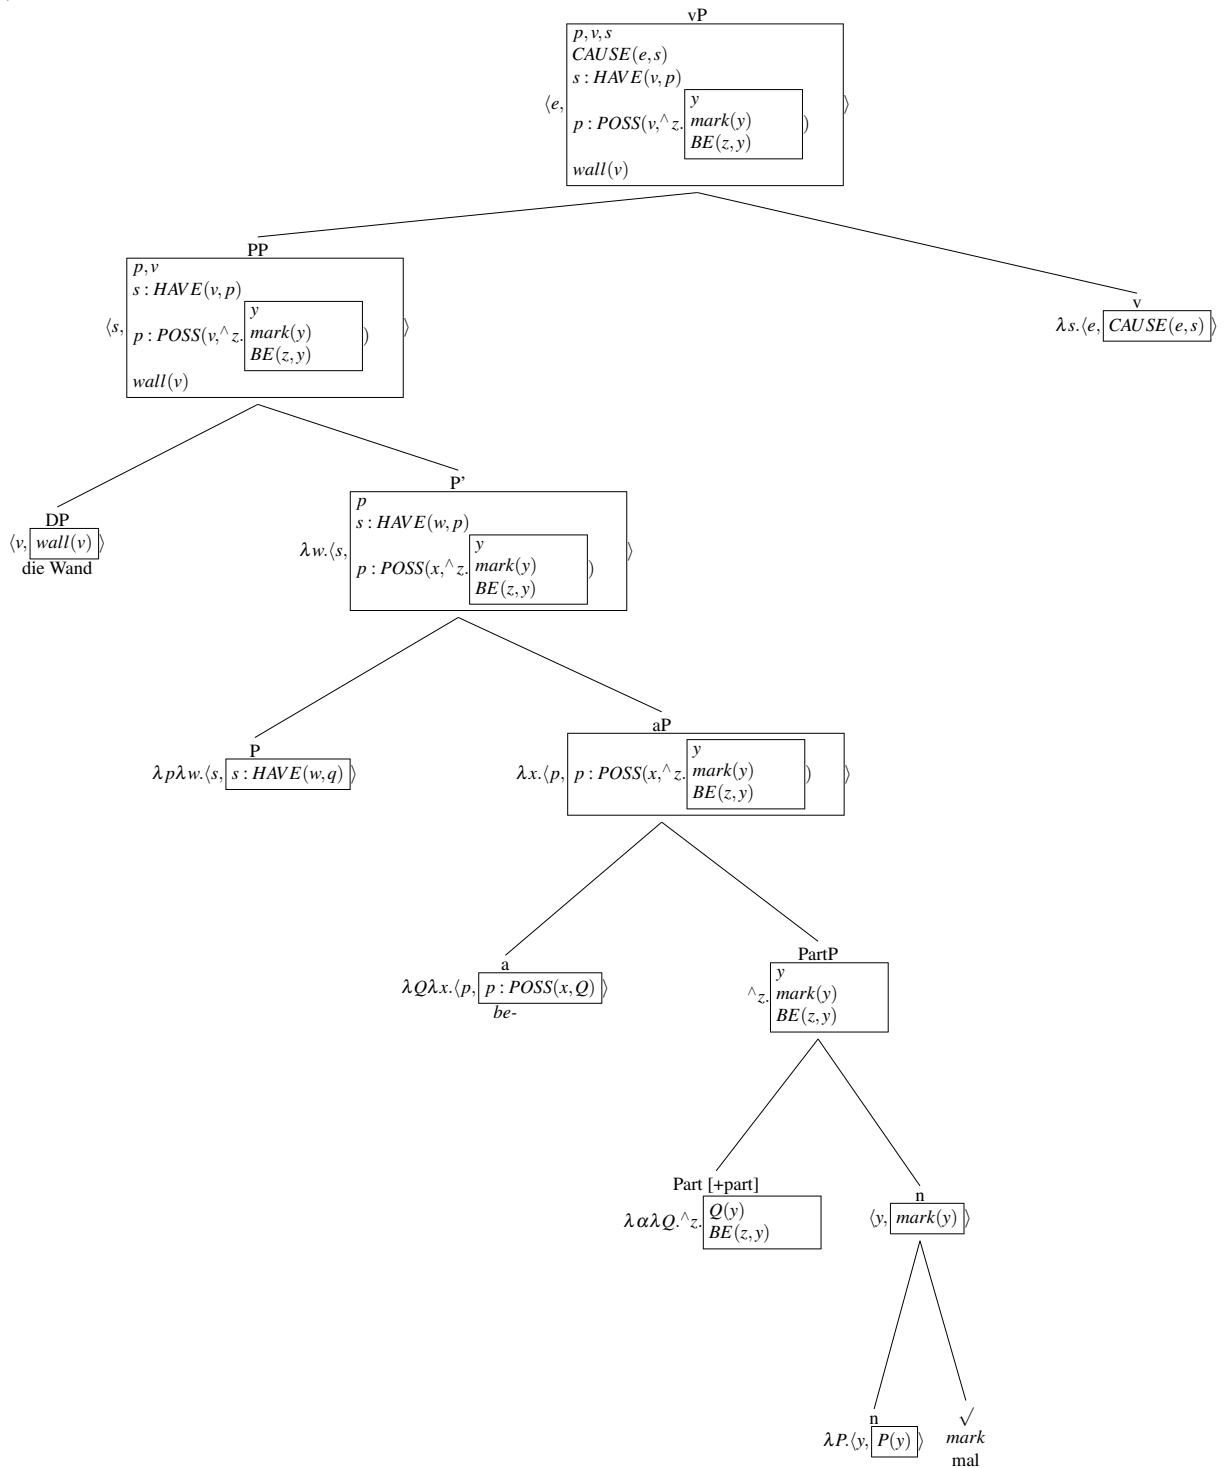 vP
p, v, s
CAUSE(e, s)
s : HAVE(v, p)
y
⟨e, p : POSS(v,^ z. mark(y) ) ⟩
BE(z, y)
wall(v)
PP
p, v
s : HAVE(v, p)
y
⟨s, p : POSS(v,^ z. mark(y) ) ⟩
BE(z, y)
wall(v)
v
λs.⟨e, CAUSE(e, s) ⟩
DP
⟨v, wall(v) ⟩
die Wand
P’
p
s : HAVE(w, p)
y
λw.⟨s, p : POSS(x,^ z. mark(y) ) ⟩
BE(z, y)
P
λpλw.⟨s, s : HAVE(w, q) ⟩
aP
y
λx.⟨p, p : POSS(x,^ z. mark(y) ) ⟩
BE(z, y)
a
λQλx.⟨p, p : POSS(x, Q) ⟩
be-
PartP
y
^z. mark(y)
BE(z, y)
Part [+part]
λαλQ.^z. Q(y)
BE(z, y)
n
⟨y, mark(y) ⟩
n
λP.⟨y, P(y) ⟩
√
mark
mal